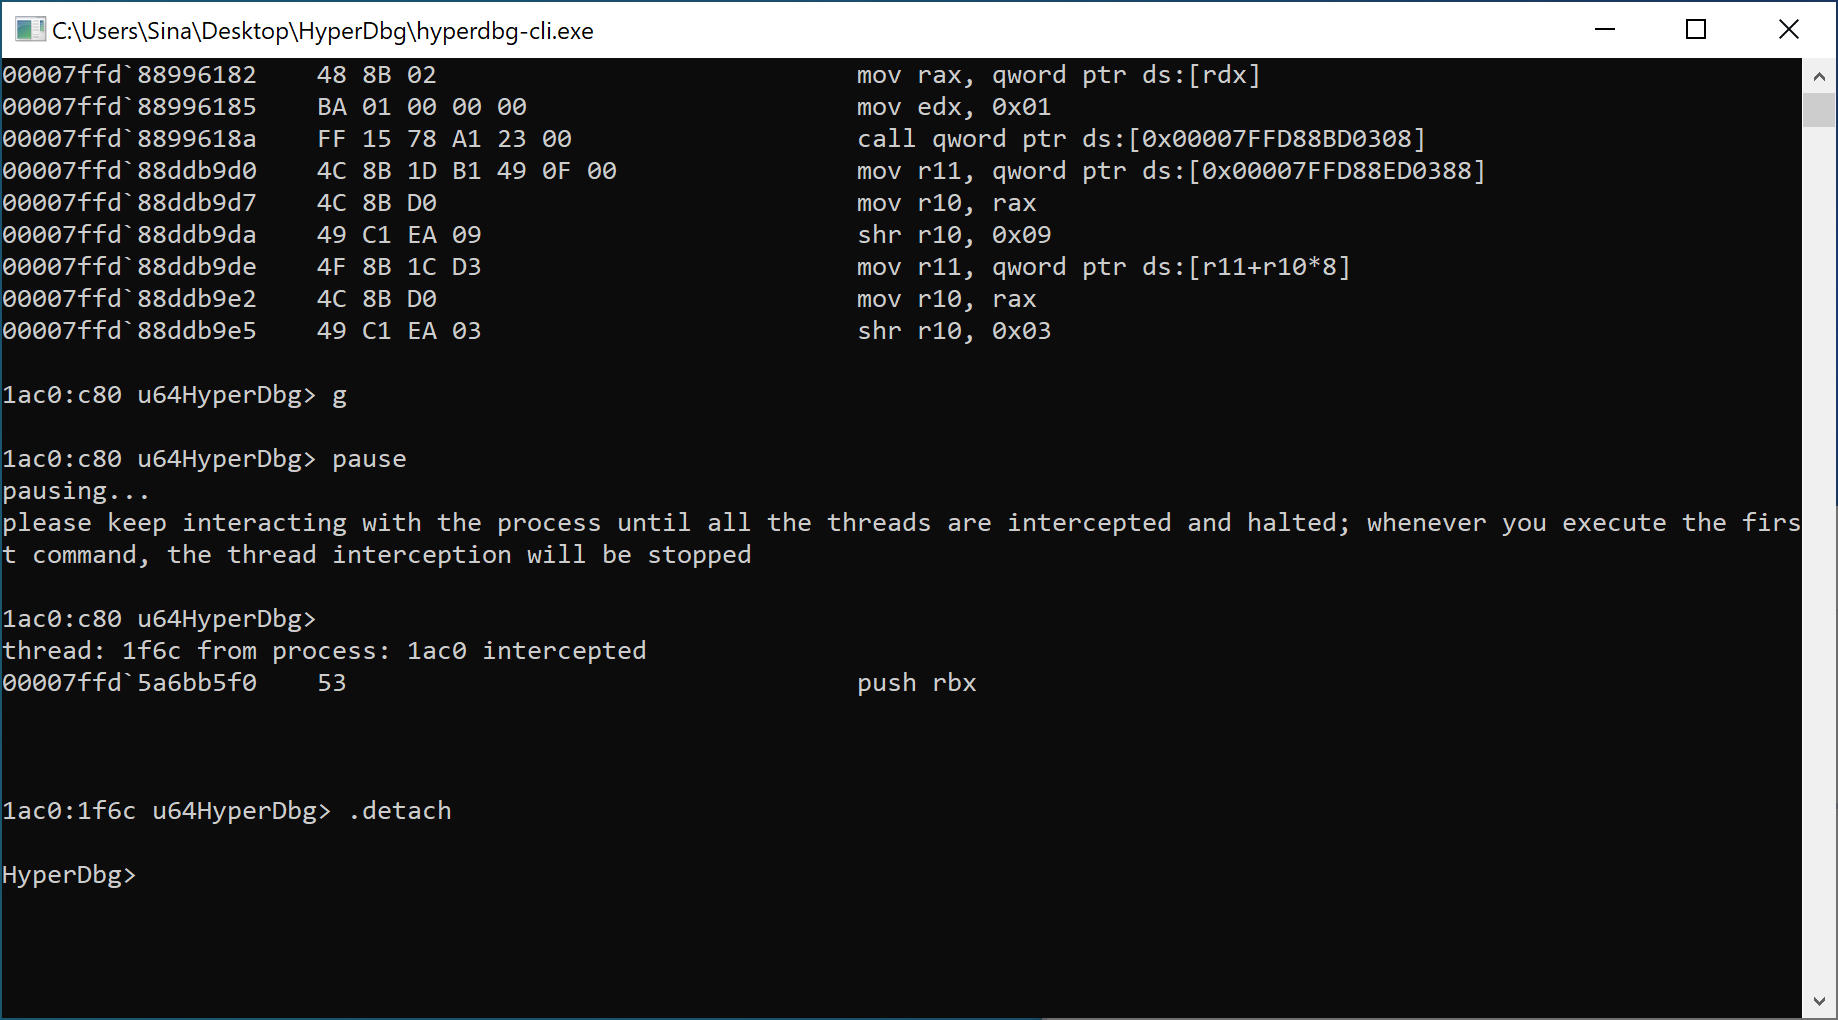 C:\Users\Sina\Desktop\HyperDbg\hyperdbg-cli.exe
00007ffd`88996182    48 8B 02                          mov rax, qword ptr ds:[rdx]
00007ffd`88996185    BA 01 00 00 00                    mov edx, 0x01
00007ffd`8899618a    FF 15 78 A1 23 00                 call qword ptr ds:[0x00007FFD88BD0308]
00007ffd`88ddb9d0    4C 8B 1D B1 49 0F 00              mov r11, qword ptr ds:[0x00007FFD88ED0388]
00007ffd`88ddb9d7    4C 8B D0                          mov r10, rax
00007ffd`88ddb9da    49 C1 EA 09                       shr r10, 0x09
00007ffd`88ddb9de    4F 8B 1C D3                       mov r11, qword ptr ds:[r11+r10*8]
00007ffd`88ddb9e2    4C 8B D0                          mov r10, rax
00007ffd`88ddb9e5    49 C1 EA 03                       shr r10, 0x03
1ac0:c80 u64HyperDbg> g
1ac0:c80 u64HyperDbg> pause
pausing...
please keep interacting with the process until all the threads are intercepted and halted; whenever you execute the firs
t command, the thread interception will be stopped
1ac0:c80 u64HyperDbg>
thread: 1f6c from process: 1ac0 intercepted
00007ffd`5a6bb5f0    53                                push rbx
1ac0:1f6c u64HyperDbg> .detach
HyperDbg>